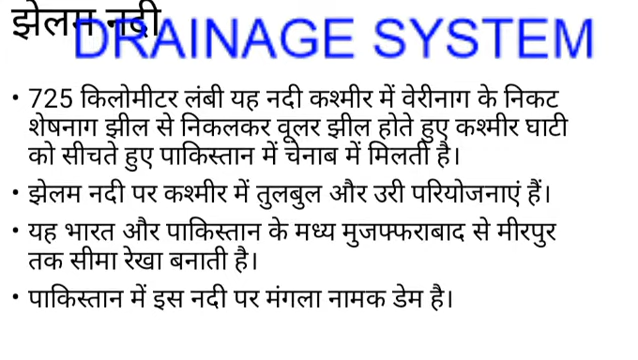 झेलम नदी
DRAINAGE SYSTEM
• 725 किलोमीटर लंबी यह नदी कश्मीर में वेरीनाग के निकट
शेषनाग झील से निकलकर वूलर झील होते हुए कश्मीर घाटी
को सीचते हुए पाकिस्तान में चेनाब में मिलती है।
• झेलम नदी पर कश्मीर में तुलबुल और उरी परियोजनाएं हैं।
• यह भारत और पाकिस्तान के मध्य मुजफ्फराबाद से मीरपुर
तक सीमा रेखा बनाती है।
• पाकिस्तान में इस नदी पर मंगला नामक डेम है।